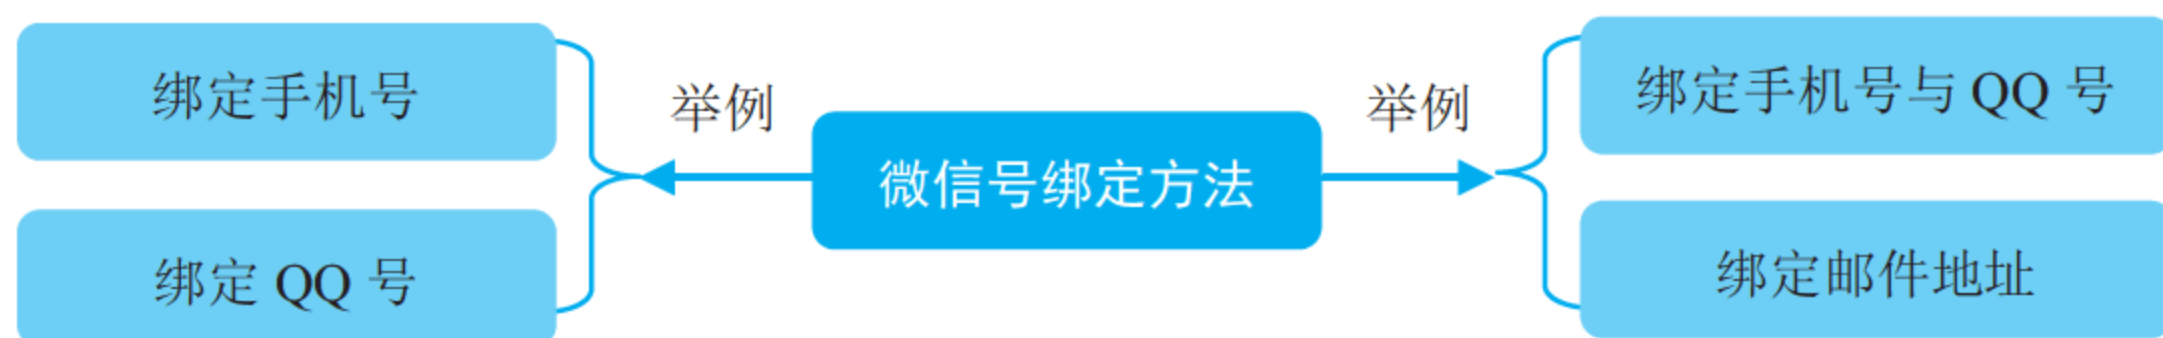 绑定手机号
绑定 QQ 号
举例
微信号绑定方法
举例
绑定手机号与 QQ 号
绑定邮件地址